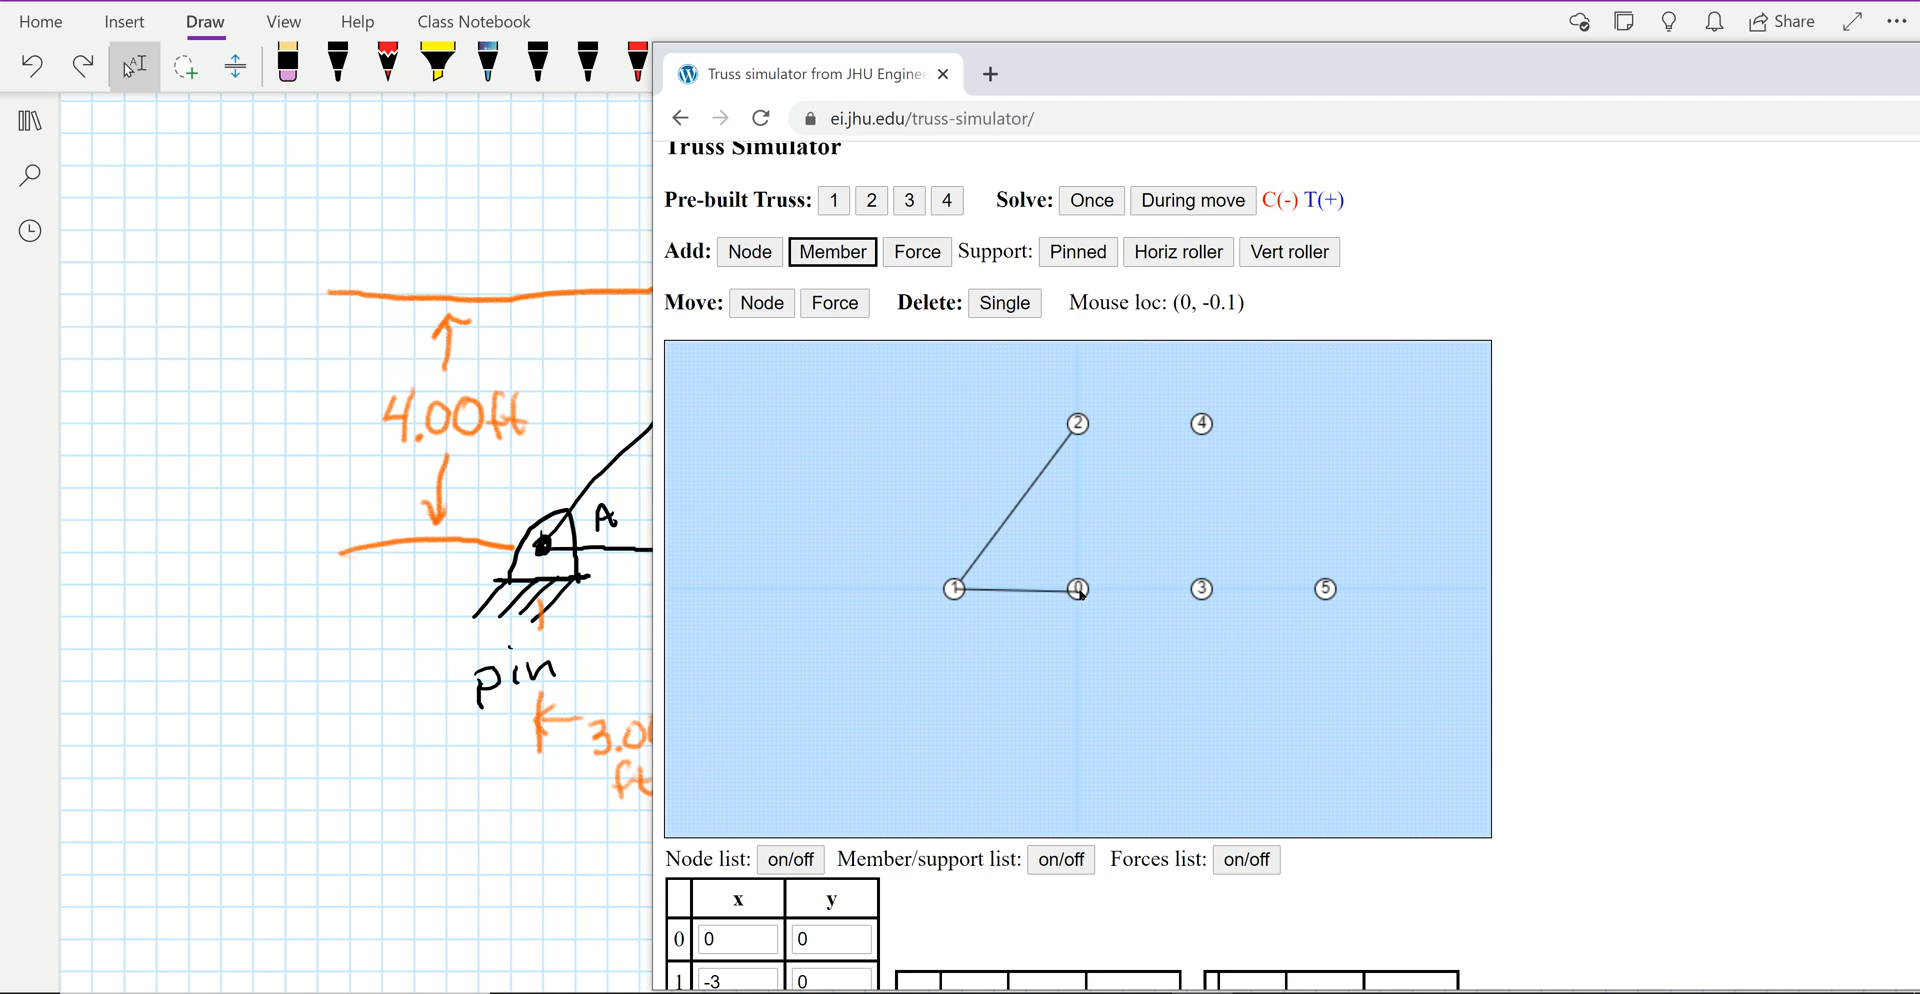 Home Insert Draw View Help Class Notebook Share
Truss simulator from JHU Engine
ei.jhu.edu/truss-simulator/
Truss Simulator
Pre-built Truss: 1 2 3 4 Solve: Once During move C(-) T(+)
Add: Node Member Force Support: Pinned Horiz roller Vert roller
Move: Node Force Delete: Single Mouse loc: (0, -0.1)
2 4
1 0 3 5
4.00ft
A
pin
3.00
ft
Node list: on/off Member/support list: on/off Forces list: on/off
x y
0 0 0
1 -3 0